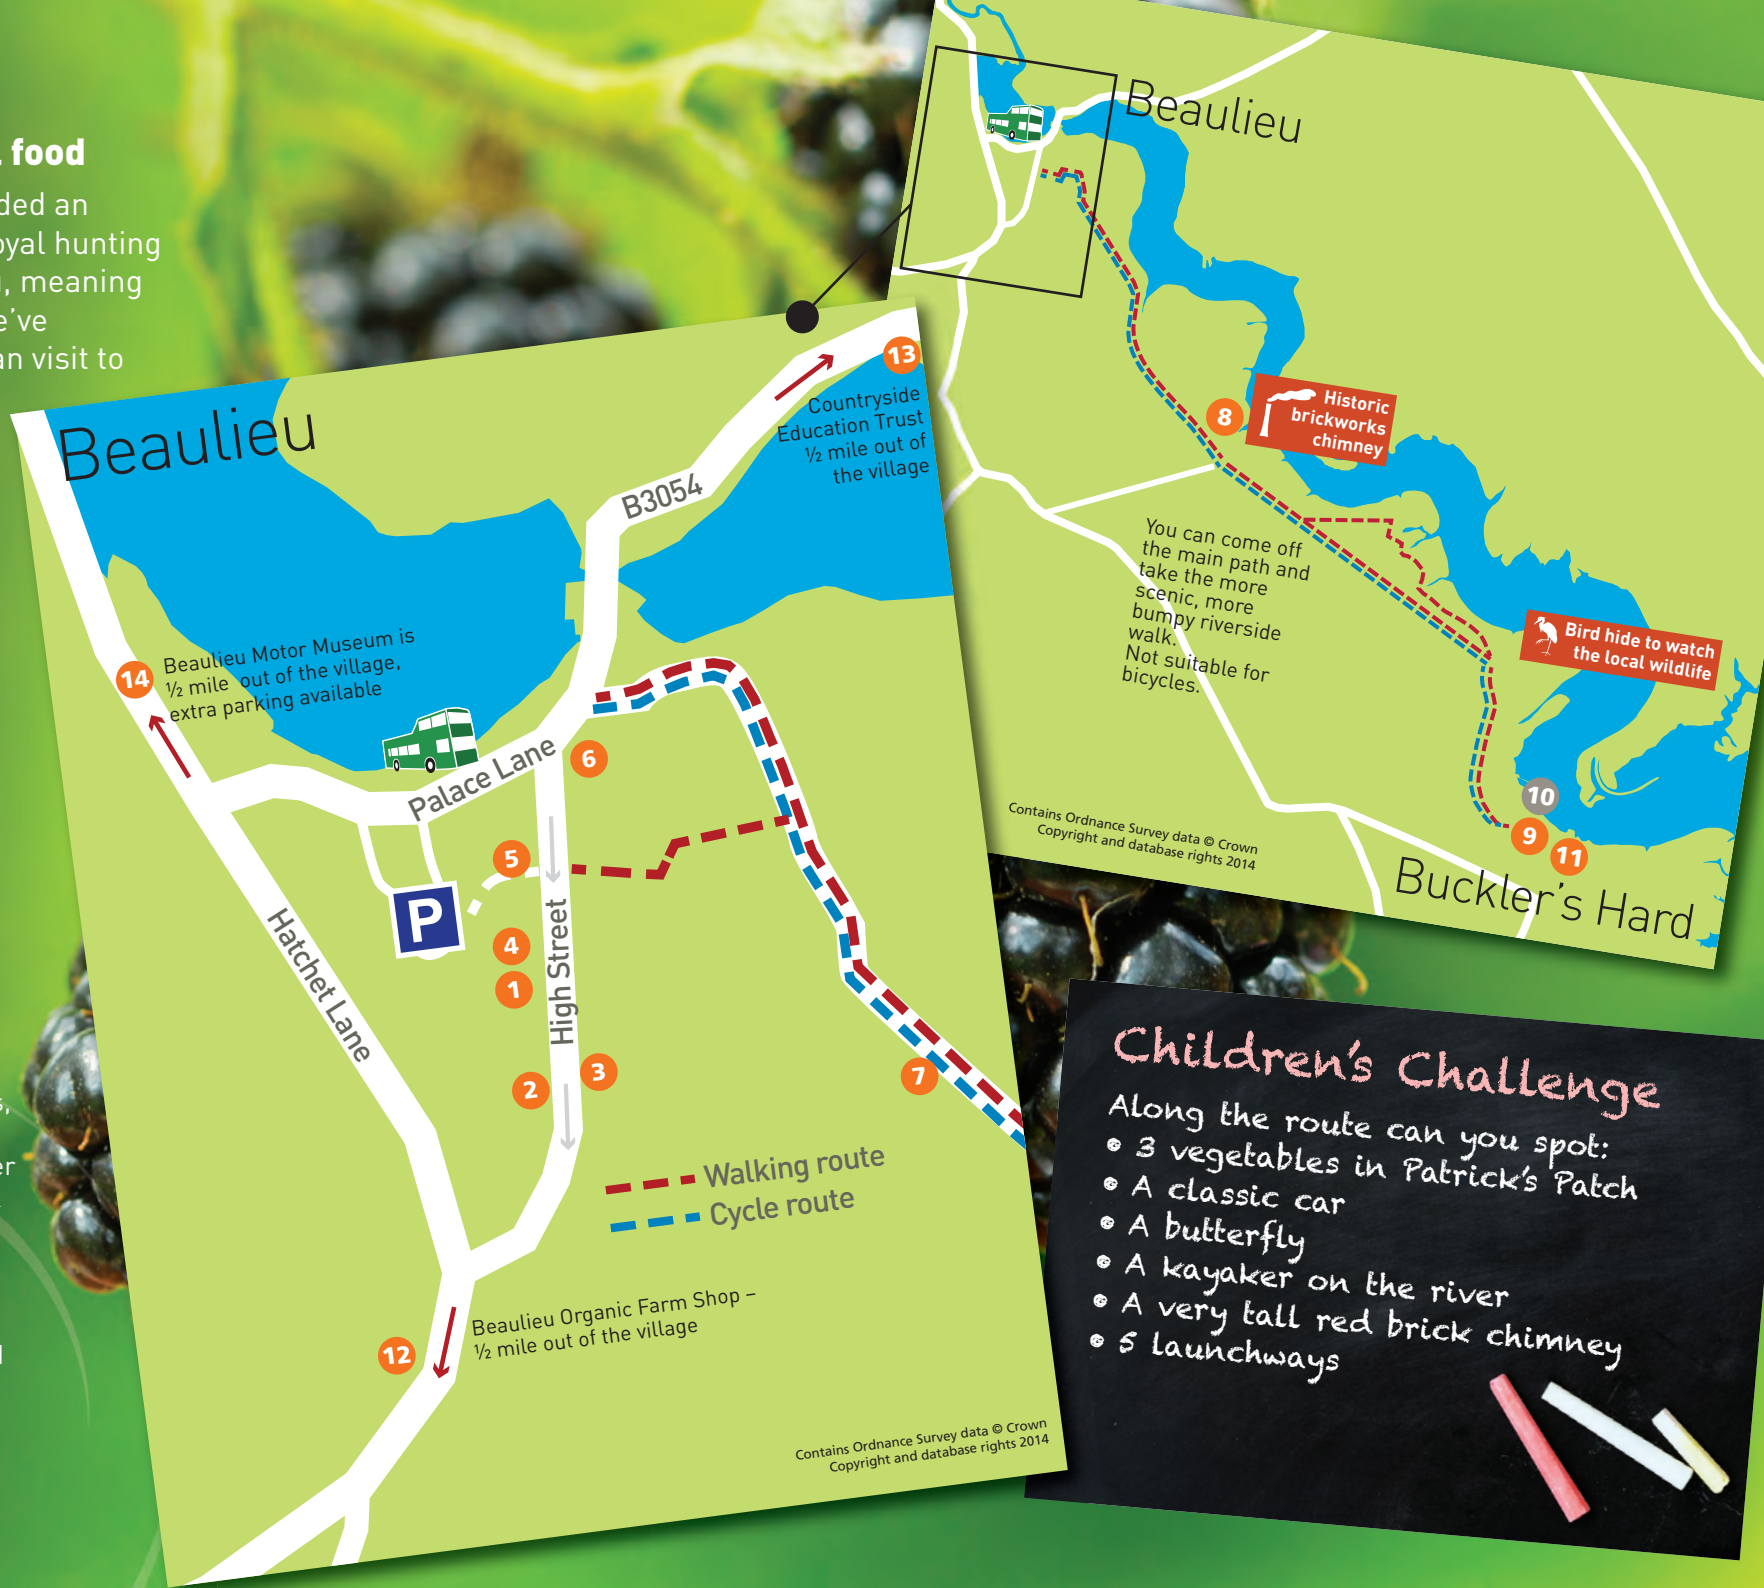 food
an
hunting
meaning
visit to
Beaulieu
13
Countryside
Education Trust
½ mile out of
the village
B3054
14
Beaulieu Motor Museum is
½ mile out of the village,
extra parking available
Palace Lane
6
5
P
4
1
High Street
Hatchet Lane
2
3
7
Walking route
Cycle route
12
Beaulieu Organic Farm Shop –
½ mile out of the village
Contains Ordnance Survey data © Crown
Copyright and database rights 2014
Beaulieu
8
Historic
brickworks
chimney
You can come off
the main path and
take the more
scenic, more
bumpy riverside
walk.
Not suitable for
bicycles.
Bird hide to watch
the local wildlife
10
9
11
Buckler's Hard
Contains Ordnance Survey data © Crown
Copyright and database rights 2014
Children's Challenge
Along the route can you spot:
• 3 vegetables in Patrick's Patch
• A classic car
• A butterfly
• A kayaker on the river
• A very tall red brick chimney
• 5 launchways